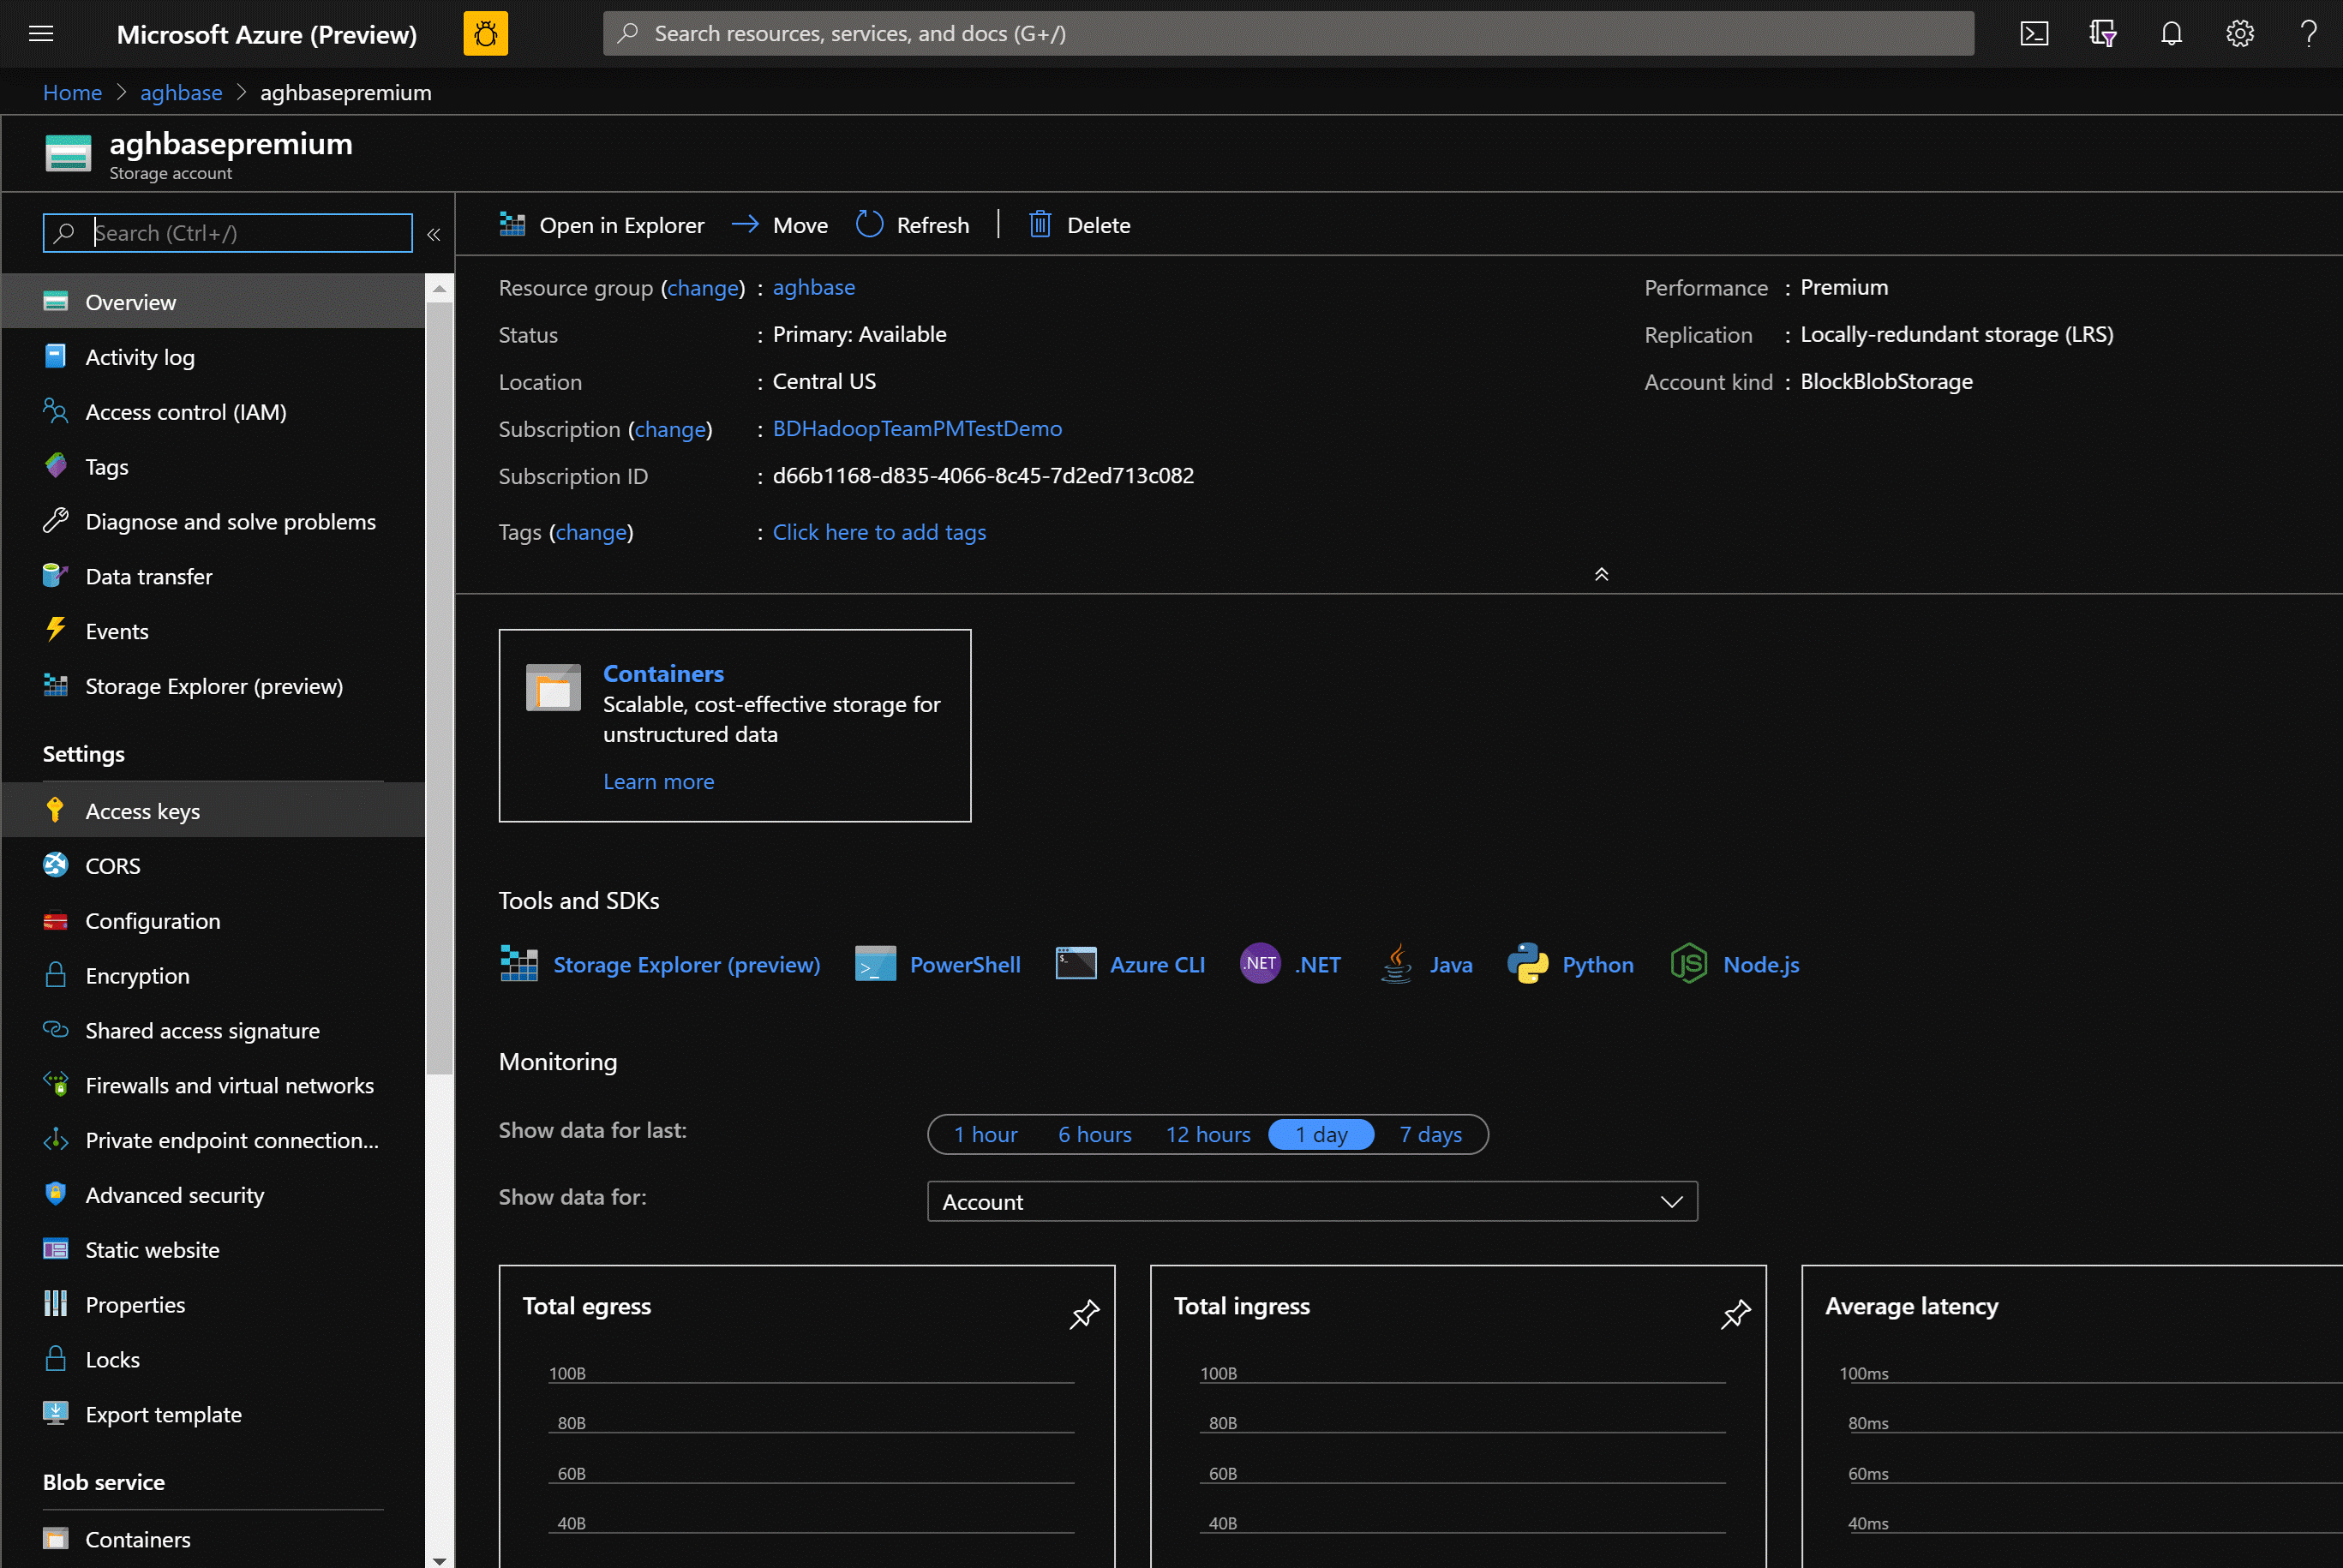 Microsoft Azure (Preview)
Search resources, services, and docs (G+/)
Home > aghbase > aghbasepremium
aghbasepremium
Storage account
Search (Ctrl+/)
Overview
Activity log
Access control (IAM)
Tags
Diagnose and solve problems
Data transfer
Events
Storage Explorer (preview)
Settings
Access keys
CORS
Configuration
Encryption
Shared access signature
Firewalls and virtual networks
Private endpoint connection...
Advanced security
Static website
Properties
Locks
Export template
Blob service
Containers
Open in Explorer Move Refresh Delete
Resource group (change) : aghbase
Status : Primary: Available
Location : Central US
Subscription (change) : BDHadoopTeamPMTestDemo
Subscription ID : d66b1168-d835-4066-8c45-7d2ed713c082
Tags (change) : Click here to add tags
Performance : Premium
Replication : Locally-redundant storage (LRS)
Account kind : BlockBlobStorage
Containers
Scalable, cost-effective storage for
unstructured data
Learn more
Tools and SDKs
Storage Explorer (preview) PowerShell Azure CLI .NET .NET Java Python JS Node.js
Monitoring
Show data for last: 1 hour 6 hours 12 hours 1 day 7 days
Show data for: Account
Total egress
100B
80B
60B
40B
Total ingress
100B
80B
60B
40B
Average latency
100ms
80ms
60ms
40ms